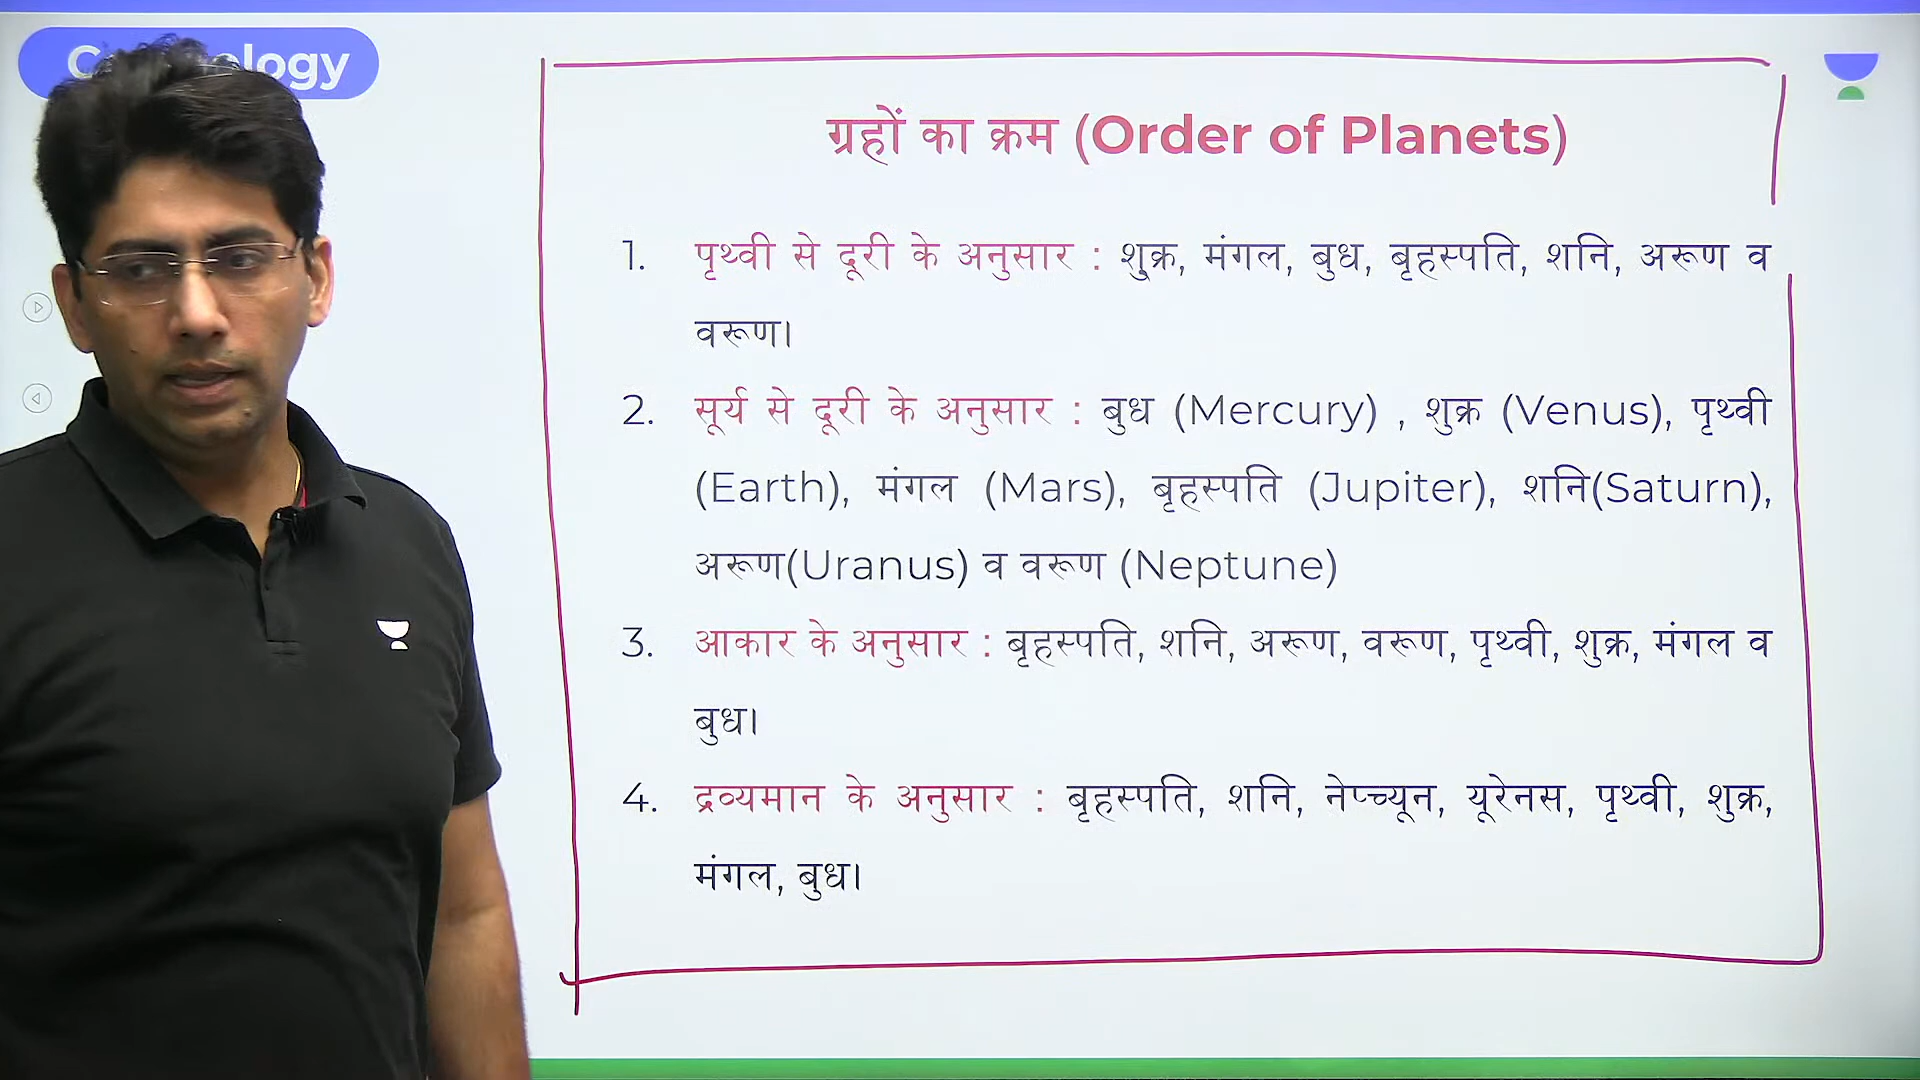 ग्रहों का क्रम (Order of Planets)
1. पृथ्वी से दूरी के अनुसार : शुक्र, मंगल, बुध, बृहस्पति, शनि, अरूण व
वरूण।
2. सूर्य से दूरी के अनुसार : बुध (Mercury) , शुक्र (Venus), पृथ्वी
(Earth), मंगल (Mars), बृहस्पति (Jupiter), शनि(Saturn),
अरूण(Uranus) व वरूण (Neptune)
3. आकार के अनुसार : बृहस्पति, शनि, अरूण, वरूण, पृथ्वी, शुक्र, मंगल व
बुध।
4. द्रव्यमान के अनुसार : बृहस्पति, शनि, नेप्च्यून, यूरेनस, पृथ्वी, शुक्र,
मंगल, बुध।